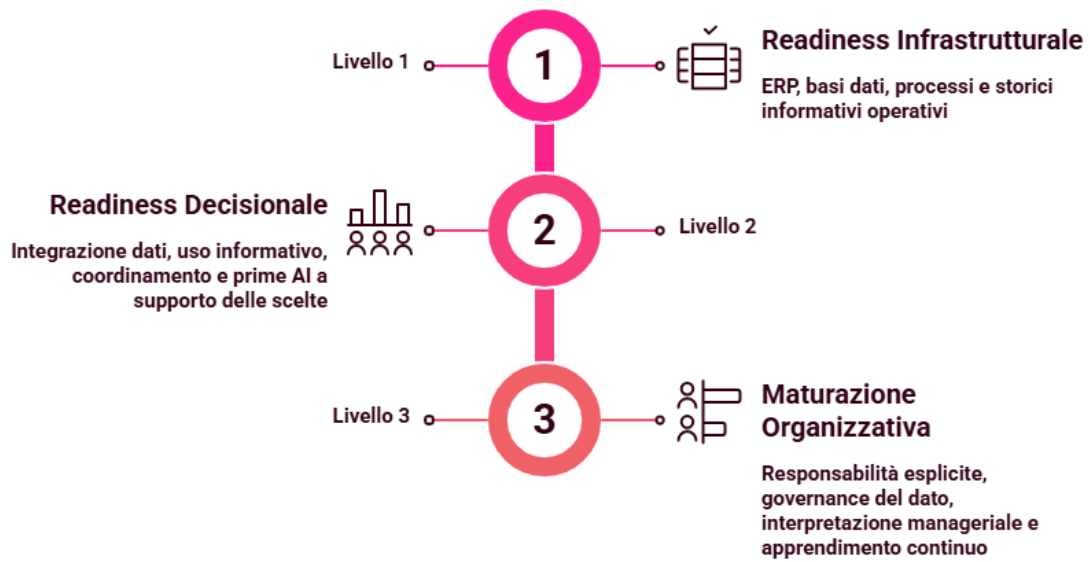 Livello 1
1
Readiness Infrastrutturale
ERP, basi dati, processi e storici
informativi operativi
Readiness Decisionale
Integrazione dati, uso informativo,
coordinamento e prime AI a
supporto delle scelte
2
Livello 2
Livello 3
3
Maturazione
Organizzativa
Responsabilità esplicite,
governance del dato,
interpretazione manageriale e
apprendimento continuo